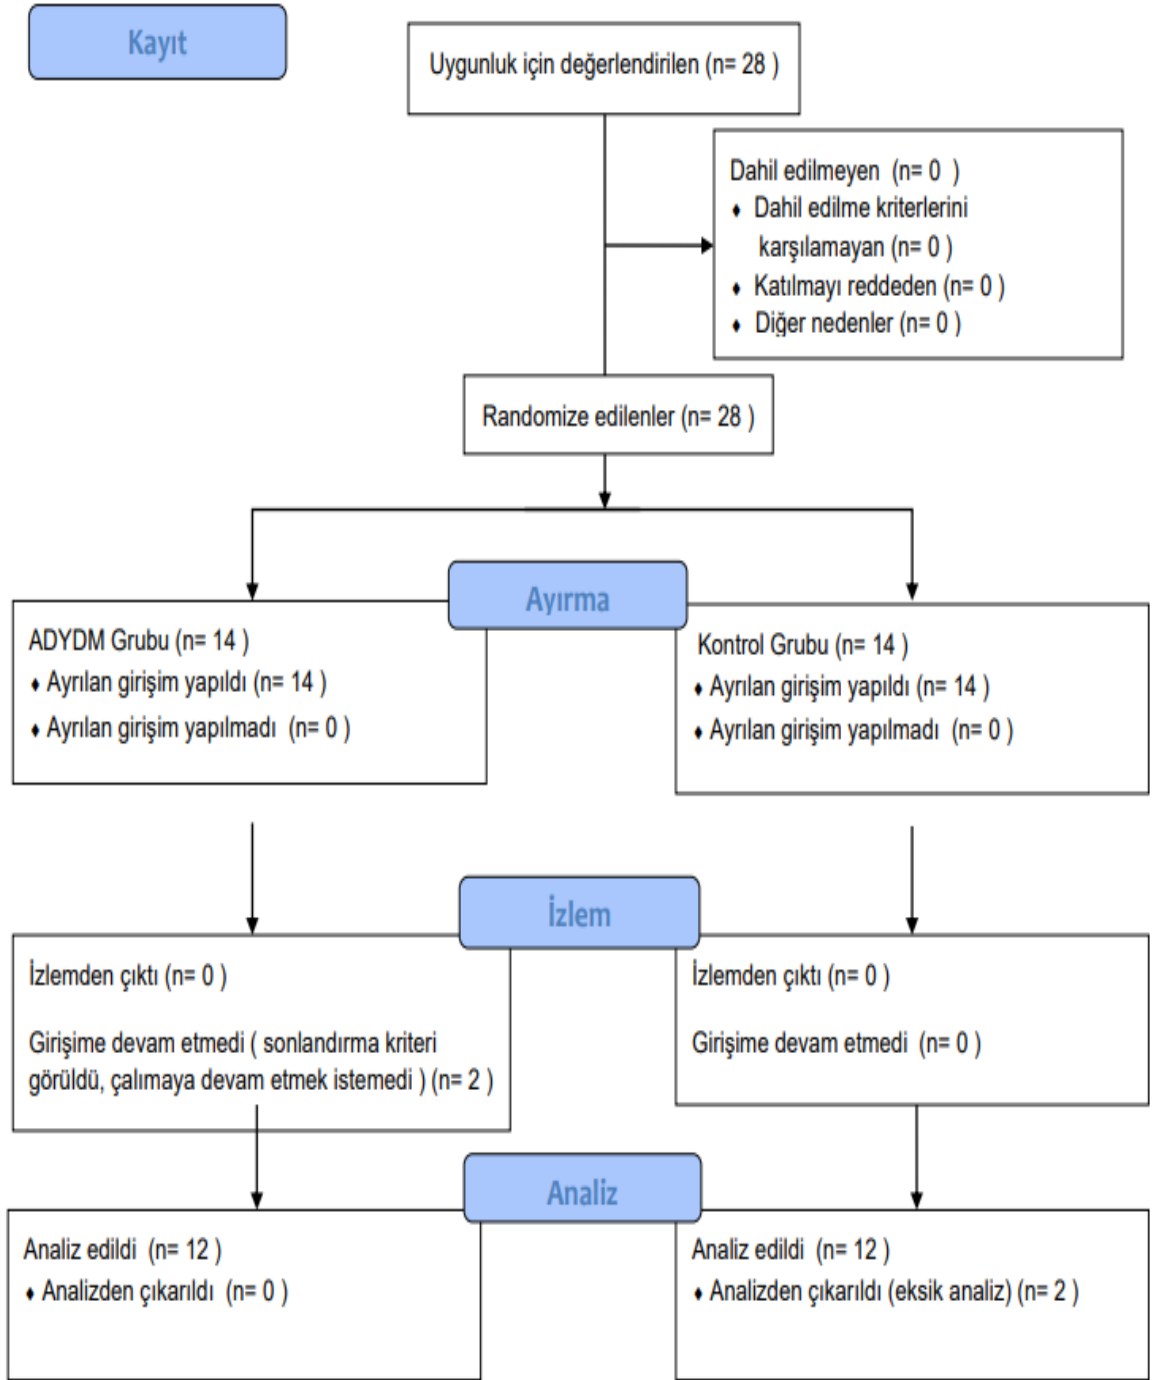 Kayıt
Uygunluk için değerlendirilen (n= 28 )
Dahil edilmeyen (n= 0 )
♦ Dahil edilme kriterlerini
karşılamayan (n= 0 )
♦ Katılmayı reddeden (n= 0 )
♦ Diğer nedenler (n= 0 )
Randomize edilenler (n= 28 )
Ayırma
ADYDM Grubu (n= 14 )
♦ Ayrılan girişim yapıldı (n= 14 )
♦ Ayrılan girişim yapılmadı (n= 0 )
Kontrol Grubu (n= 14 )
♦ Ayrılan girişim yapıldı (n= 14 )
♦ Ayrılan girişim yapılmadı (n= 0 )
İzlem
İzlemden çıktı (n= 0 )
Girişime devam etmedi ( sonlandırma kriteri
görüldü, çalımaya devam etmek istemedi ) (n= 2 )
İzlemden çıktı (n= 0 )
Girişime devam etmedi (n= 0 )
Analiz
Analiz edildi (n= 12 )
♦ Analizden çıkarıldı (n= 0 )
Analiz edildi (n= 12 )
♦ Analizden çıkarıldı (eksik analiz) (n= 2 )